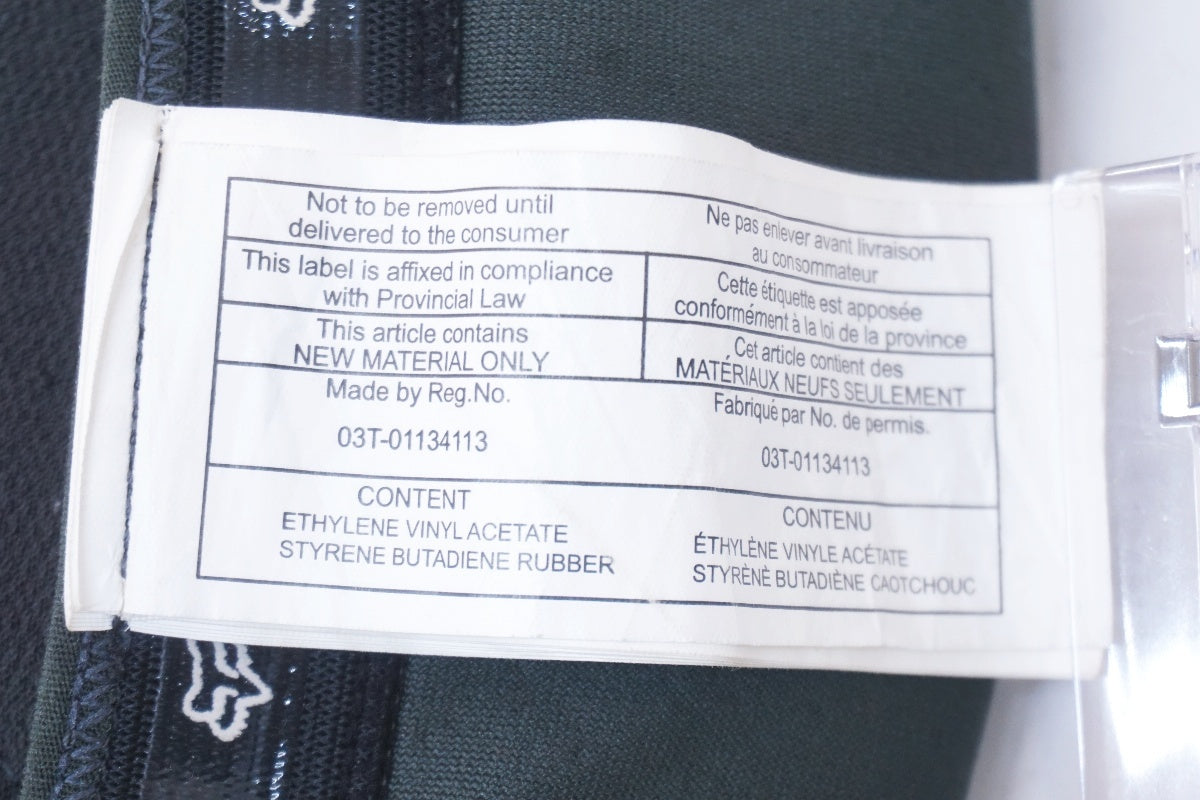 Not to be removed until
delivered to the consumer
Ne pas enlever avant livraison
au consommateur
This label is affixed in compliance
with Provincial Law
Cette étiquette est apposée
conformément à la loi de la province
This article contains
NEW MATERIAL ONLY
Cet article contient des
MATÉRIAUX NEUFS SEULEMENT
Made by Reg.No.
03T-01134113
Fabriqué par No. de permis.
03T-01134113
CONTENT
ETHYLENE VINYL ACETATE
STYRENE BUTADIENE RUBBER
CONTENU
ÉTHYLÈNE VINYLE ACÉTATE
STYRÈNÈ BUTADIÈNE CAOTCHOUC